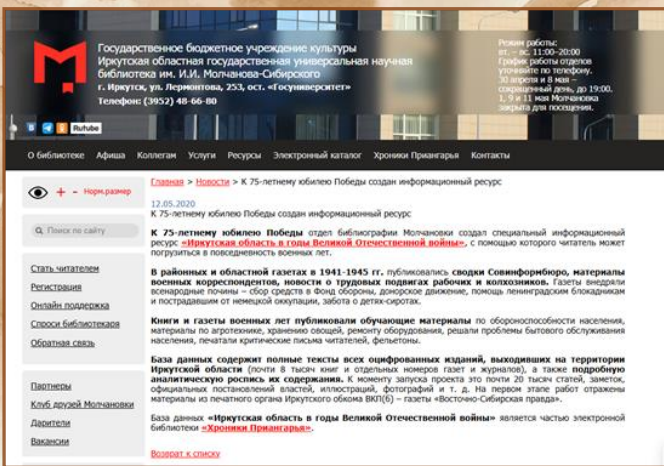 Государственное бюджетное учреждение культуры
Иркутская областная государственная универсальная научная
библиотека им. И.И. Молчанова-Сибирского
г. Иркутск, ул. Лермонтова, 253, ост. «Госуниверситет»
Телефон: (3952) 48-66-80
Режим работы:
вт. – вс. 11:00–20:00
График работы отделов
уточняйте по телефону.
30 апреля и 8 мая –
сокращенный день, до 19:00.
1, 9 и 11 мая Молчановка
закрыта для посещения.
Rutube
О библиотеке Афиша Коллегам Услуги Ресурсы Электронный каталог Хроники Приангарья Контакты
+ - Норм.размер
Поиск по сайту
Стать читателем
Регистрация
Онлайн поддержка
Спроси библиотекаря
Обратная связь
Партнеры
Клуб друзей Молчановки
Дарители
Вакансии
Главная > Новости > К 75-летнему юбилею Победы создан информационный ресурс
12.05.2020
К 75-летнему юбилею Победы создан информационный ресурс
К 75-летнему юбилею Победы отдел библиографии Молчановки создал специальный информационный
ресурс «Иркутская область в годы Великой Отечественной войны», с помощью которого читатель может
погрузиться в повседневность военных лет.
В районных и областной газетах в 1941-1945 гг. публиковались сводки Совинформбюро, материалы
военных корреспондентов, новости о трудовых подвигах рабочих и колхозников. Газеты внедряли
всенародные почины – сбор средств в Фонд обороны, донорское движение, помощь ленинградским блокадникам
и пострадавшим от немецкой оккупации, забота о детях-сиротах.
Книги и газеты военных лет публиковали обучающие материалы по обороноспособности населения,
материалы по агротехнике, хранению овощей, ремонту оборудования, решали проблемы бытового обслуживания
населения, печатали критические письма читателей, фельетоны.
База данных содержит полные тексты всех оцифрованных изданий, выходивших на территории
Иркутской области (почти 8 тысяч книг и отдельных номеров газет и журналов), а также подробную
аналитическую роспись их содержания. К моменту запуска проекта это почти 20 тысяч статей, заметок,
официальных постановлений властей, иллюстраций, фотографий и т. д. На первом этапе работ отражены
материалы из печатного органа Иркутского обкома ВКП(б) – газеты «Восточно-Сибирская правда».
База данных «Иркутская область в годы Великой Отечественной войны» является частью электронной
библиотеки «Хроники Приангарья».
Возврат к списку